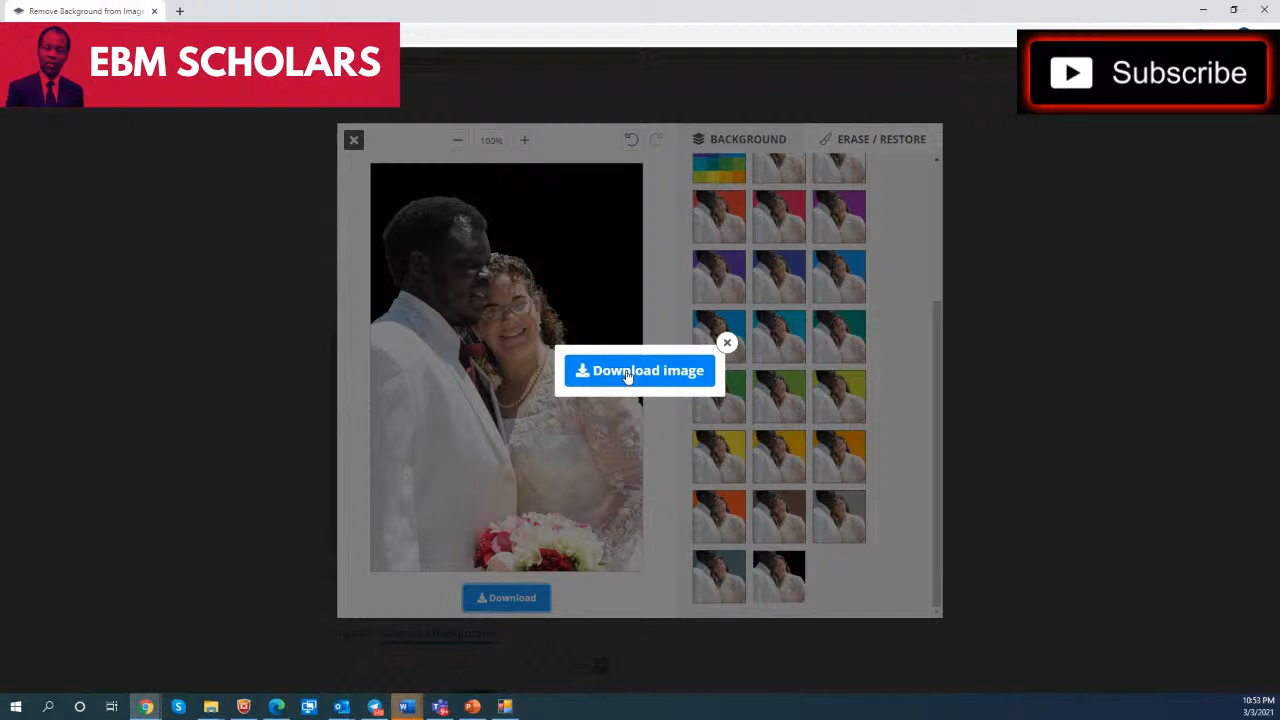 Remove Background from Imag
EBM SCHOLARS
Subscribe
100%
BACKGROUND
ERASE / RESTORE
Download image
Download
10:53 PM
3/3/2021